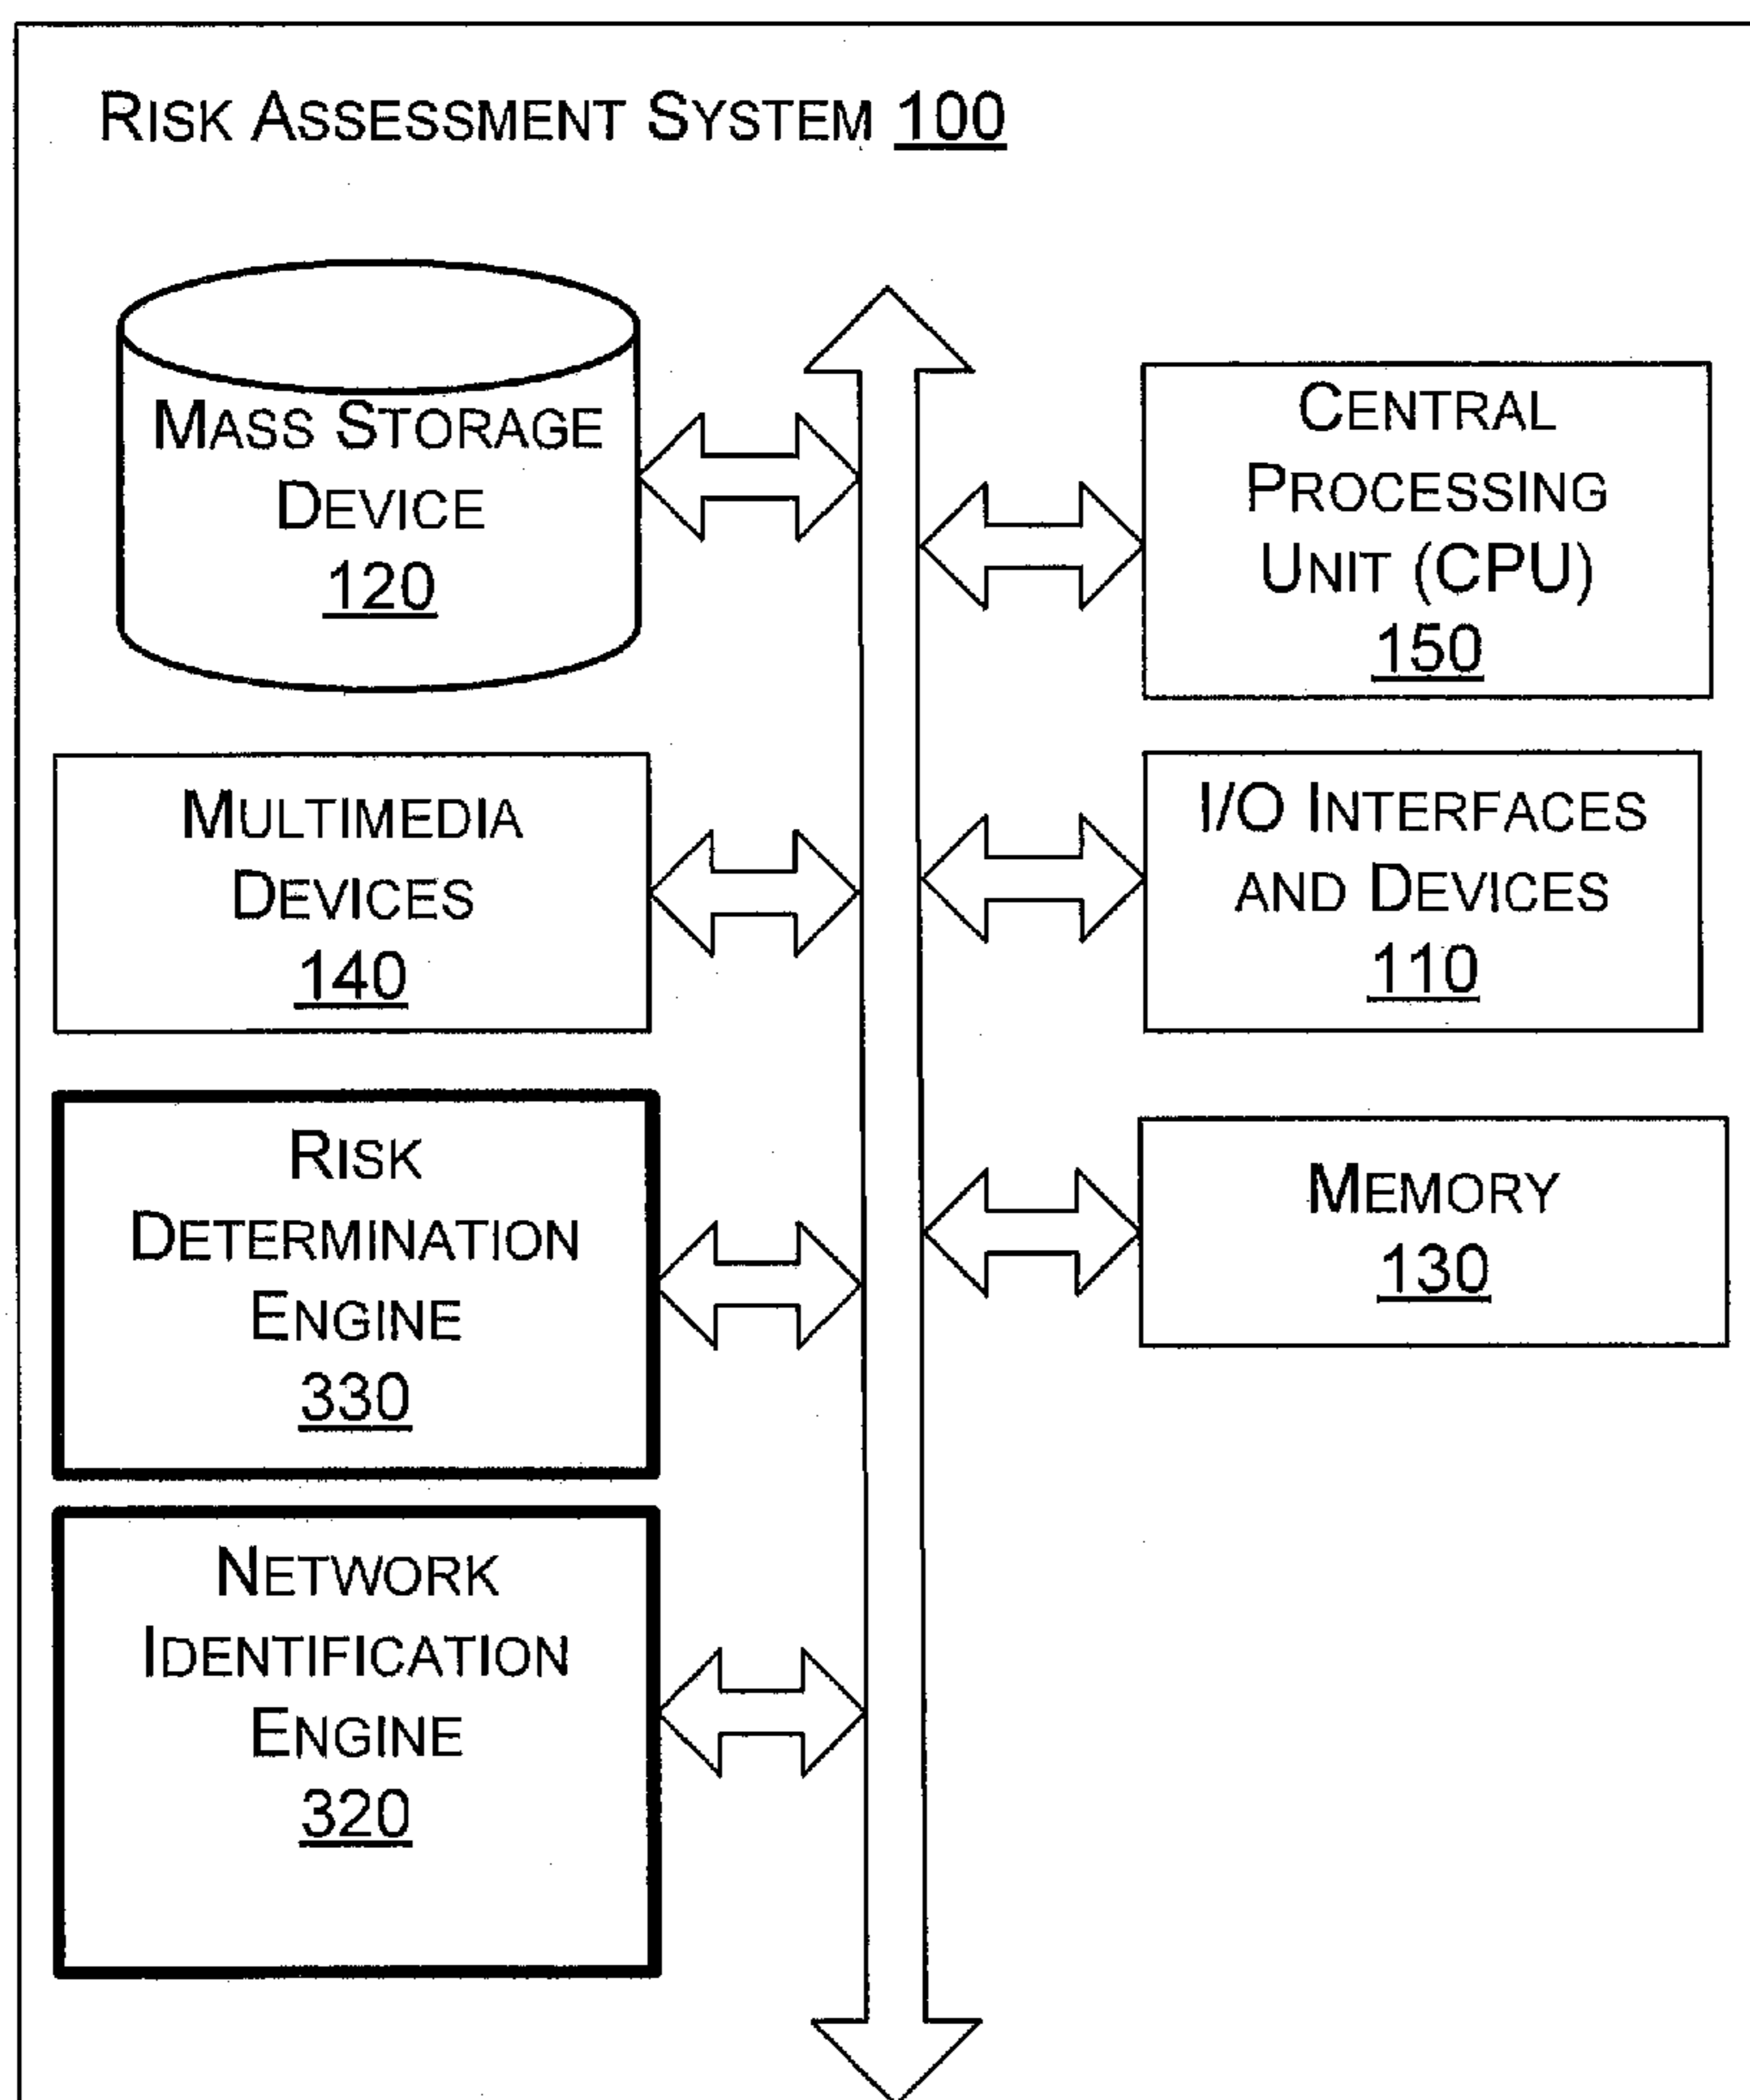 RISK ASSESSMENT SYSTEM 100
MASS STORAGE
DEVICE
120
CENTRAL
PROCESSING
UNIT (CPU)
150
MULTIMEDIA
DEVICES
140
I/O INTERFACES
AND DEVICES
110
RISK
DETERMINATION
ENGINE
330
MEMORY
130
NETWORK
IDENTIFICATION
ENGINE
320